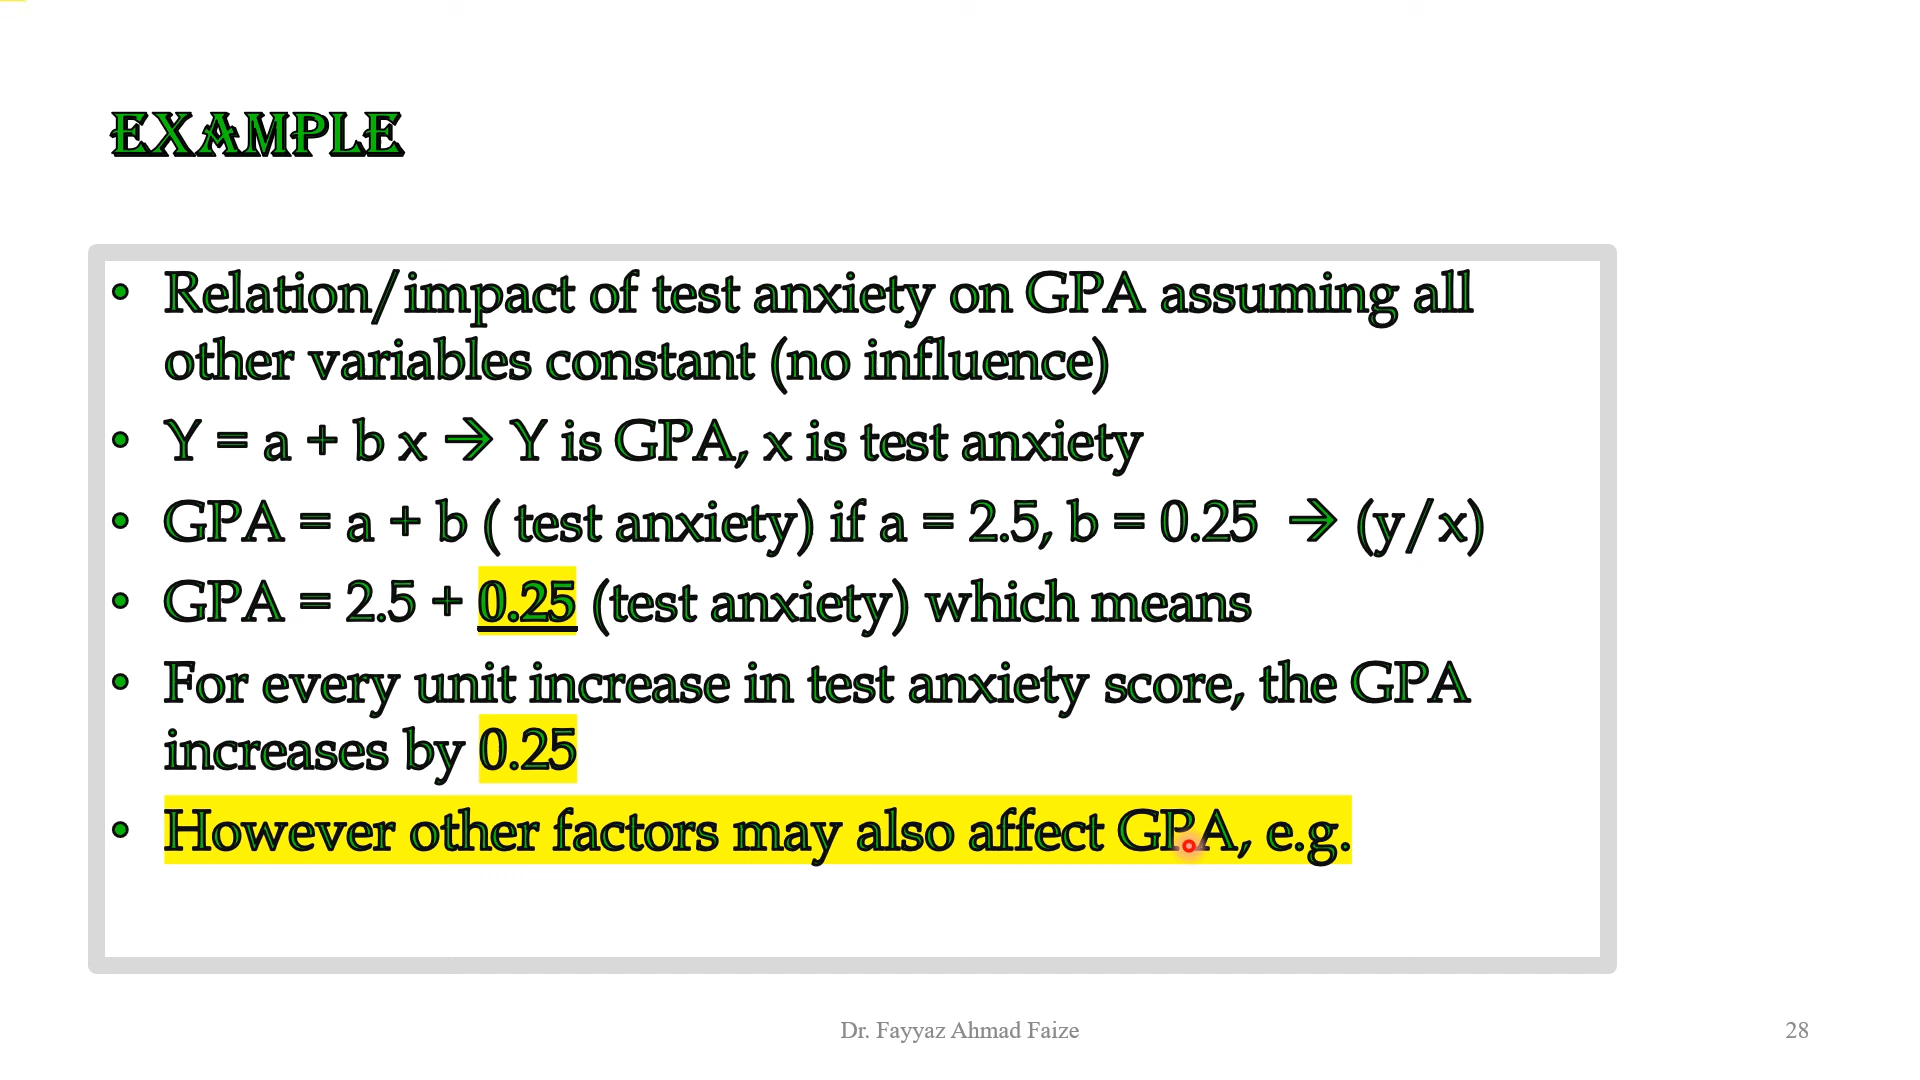 EXAMPLE
• Relation/impact of test anxiety on GPA assuming all
other variables constant (no influence)
• Y = a + b x → Y is GPA, x is test anxiety
• GPA = a + b ( test anxiety) if a = 2.5, b = 0.25 → (y/x)
• GPA = 2.5 + 0.25 (test anxiety) which means
• For every unit increase in test anxiety score, the GPA
increases by 0.25
• However other factors may also affect GPA, e.g.
Dr. Fayyaz Ahmad Faize
28